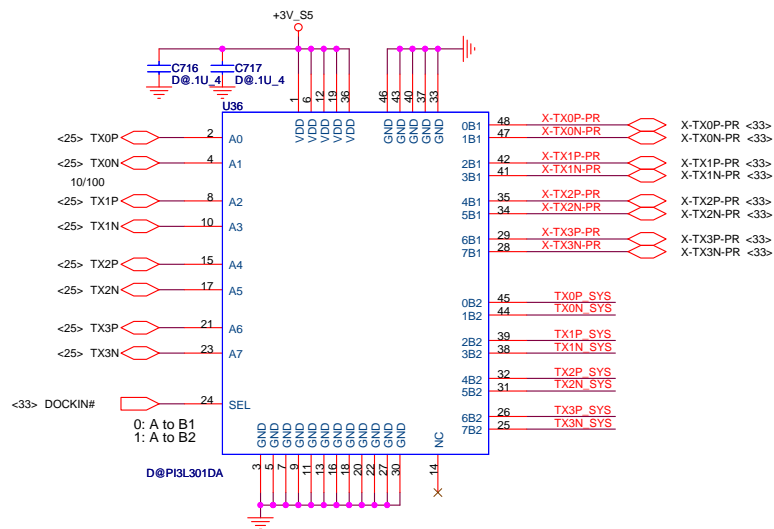 +3V_S5
C716
D@.1U_4
C717
D@.1U_4
U36
1
6
12
19
36
46
43
40
37
33
VDD
VDD
VDD
VDD
VDD
GND
GND
GND
GND
GND
<25> TX0P 2 A0
<25> TX0N 4 A1
10/100
<25> TX1P 8 A2
<25> TX1N 10 A3
<25> TX2P 15 A4
<25> TX2N 17 A5
<25> TX3P 21 A6
<25> TX3N 23 A7
<33> DOCKIN# 24 SEL
0: A to B1
1: A to B2
0B1 48 X-TX0P-PR X-TX0P-PR <33>
1B1 47 X-TX0N-PR X-TX0N-PR <33>
2B1 42 X-TX1P-PR X-TX1P-PR <33>
3B1 41 X-TX1N-PR X-TX1N-PR <33>
4B1 35 X-TX2P-PR X-TX2P-PR <33>
5B1 34 X-TX2N-PR X-TX2N-PR <33>
6B1 29 X-TX3P-PR X-TX3P-PR <33>
7B1 28 X-TX3N-PR X-TX3N-PR <33>
0B2 45 TX0P_SYS
1B2 44 TX0N_SYS
2B2 39 TX1P_SYS
3B2 38 TX1N_SYS
4B2 32 TX2P_SYS
5B2 31 TX2N_SYS
6B2 26 TX3P_SYS
7B2 25 TX3N_SYS
GND
GND
GND
GND
GND
GND
GND
GND
GND
GND
GND
GND
NC
D@PI3L301DA
3
5
7
9
11
13
16
18
20
22
27
30
14